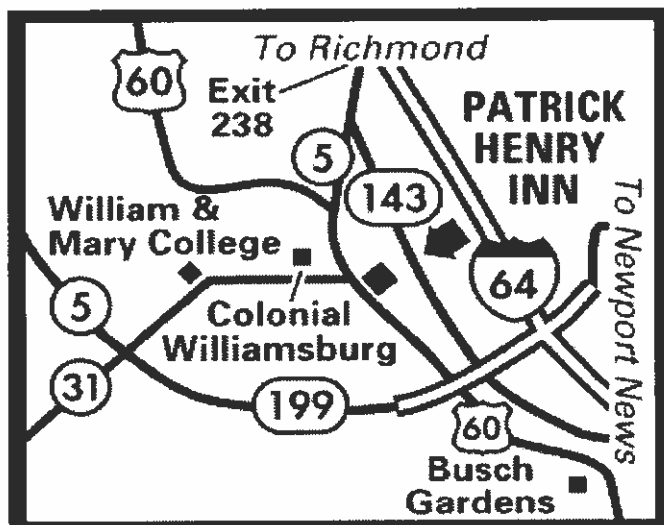 To Richmond
60
Exit
238
PATRICK
HENRY
INN
5
143
William &
Mary College
To Newport News
64
5
Colonial
Williamsburg
31
199
60
Busch
Gardens